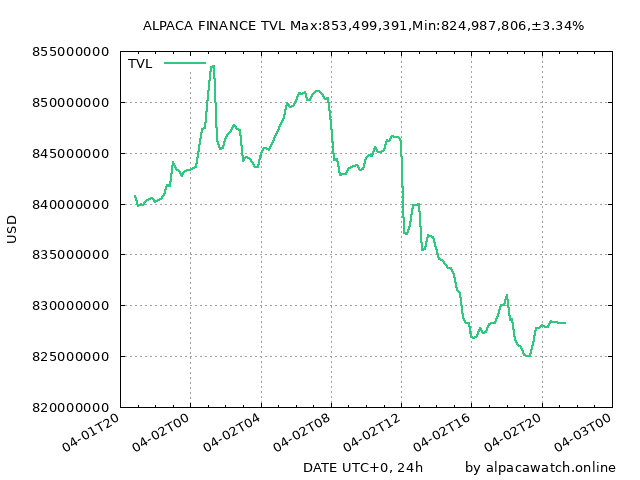 ALPACA FINANCE TVL Max:853,499,391,Min:824,987,806,±3.34%
TVL
855000000
850000000
845000000
840000000
835000000
830000000
825000000
820000000
USD
04-01T20
04-02T00
04-02T04
04-02T08
04-02T12
04-02T16
04-02T20
04-03T00
DATE UTC+0, 24h
by alpacawatch.online